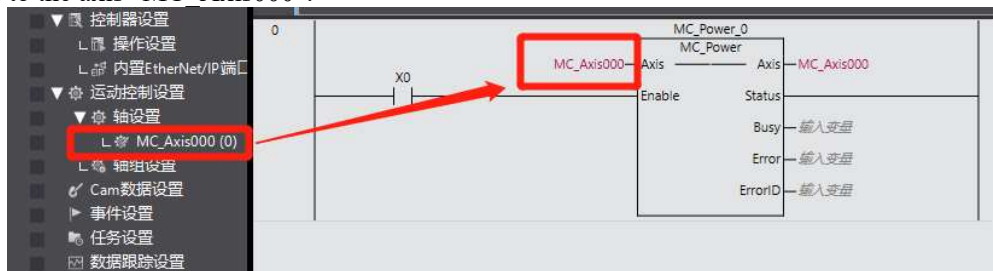 to the axis "MC_Axis000".
控制器设置
操作设置
内置EtherNet/IP端口
运动控制设置
轴设置
MC_Axis000 (0)
轴组设置
Cam数据设置
事件设置
任务设置
数据跟踪设置
0
MC_Power_0
MC_Power
MC_Axis000
Axis
Axis
MC_Axis000
X0
Enable
Status
Busy
输入变量
Error
输入变量
ErrorID
输入变量